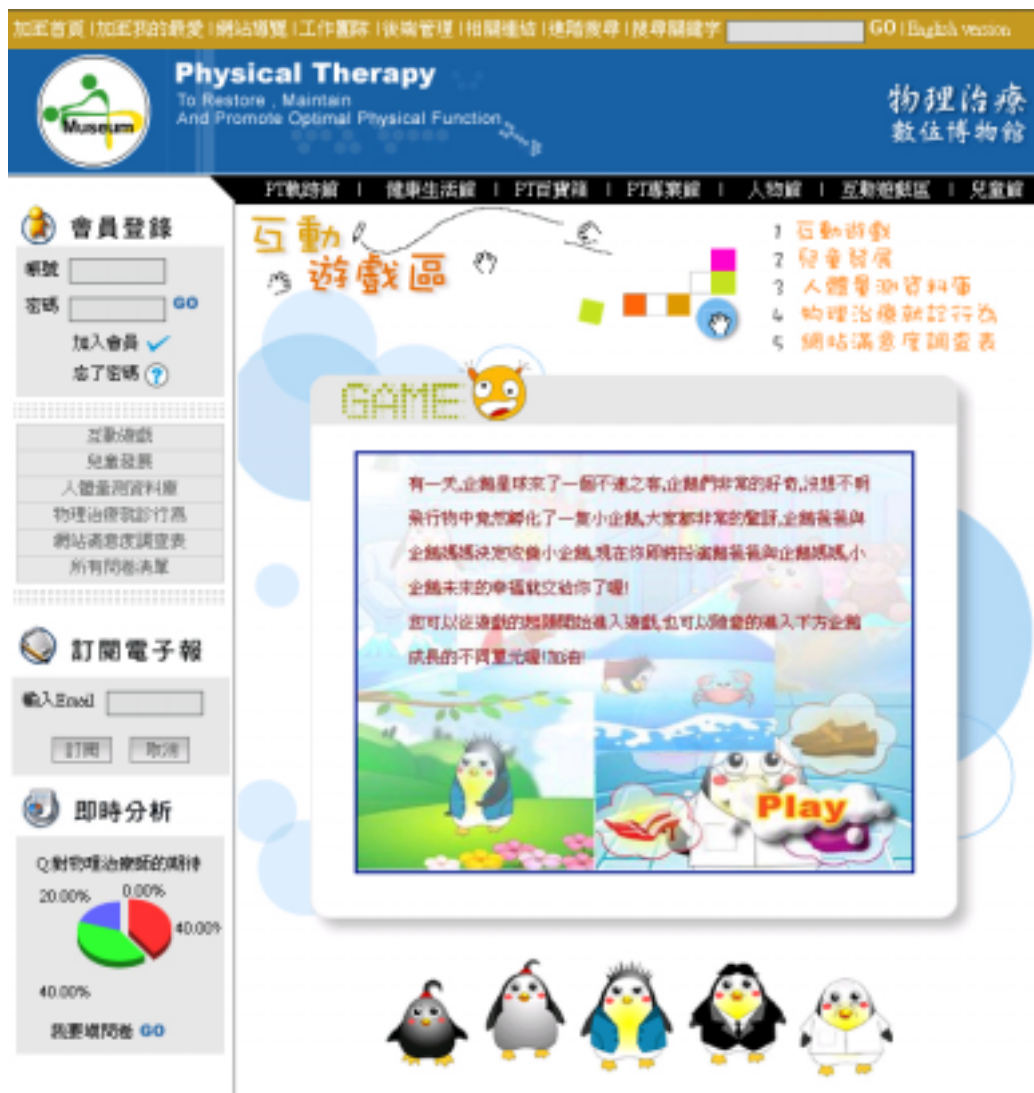 加至首頁 | 加至我的最愛 | 網站導覽 | 工作團隊 | 後端管理 | 相關連結 | 進階搜尋 | 搜尋關鍵字 GO | English version
Museum
Physical Therapy
To Restore , Maintain
And Promote Optimal Physical Function
物理治療
數位博物館
PT軌跡館 | 健康生活館 | PT百寶箱 | PT專業館 | 人物館 | 互動遊戲區 | 兒童館
會員登錄
帳號
密碼 GO
加入會員
忘了密碼 ?
互動遊戲
兒童發展
人體量測資料庫
物理治療就診行為
網站滿意度調查表
所有問卷清單
訂閱電子報
輸入Email
訂閱 取消
即時分析
Q:對物理治療師的期待
20.00% 0.00%
40.00%
40.00%
我要填問卷 GO
互動
遊戲區
1 互動遊戲
2 兒童發展
3 人體量測資料庫
4 物理治療就診行為
5 網站滿意度調查表
GAME
有一天,企鵝星球來了一個不速之客,企鵝們非常的好奇,沒想不明
飛行物中竟然孵化了一隻小企鵝,大家都非常的驚訝,企鵝爸爸與
企鵝媽媽決定收養小企鵝,現在你即將扮演鵝爸爸與企鵝媽媽,小
企鵝未來的幸福就交給你了喔!
您可以從遊戲的起頭開始進入遊戲,也可以隨意的進入下方企鵝
成長的不同單元喔!加油!
Play